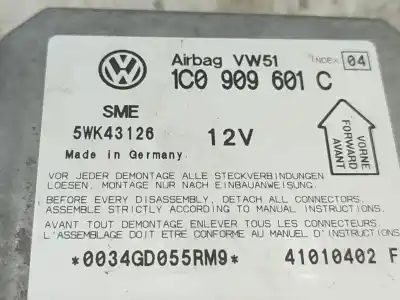 Airbag VW51 INDEX 04
1C0 909 601 C
SME
5WK43126 12V
Made in Germany
VORNE
FORWARD
AVANT
VOR JEDER DEMONTAGE ALLE STECKVERBINDUNGEN
LOESEN. MONTAGE NUR NACH EINBAUANWEISUNG.
BEFORE EVERY DISASSEMBLY, DETACH ALL CONNECTORS.
ASSEMBLE STRICTLY ACCORDING TO MANUAL INSTRUCTIONS.
AVANT TOUT DEMONTAGE ENLEVER TOUS LES CONNECTEURS.
L'ASSEMBLAGE DOIT ETRE CONFORME AU MANUEL D'INSTRUCTIONS
*0034GD055RM9* 41010402 F